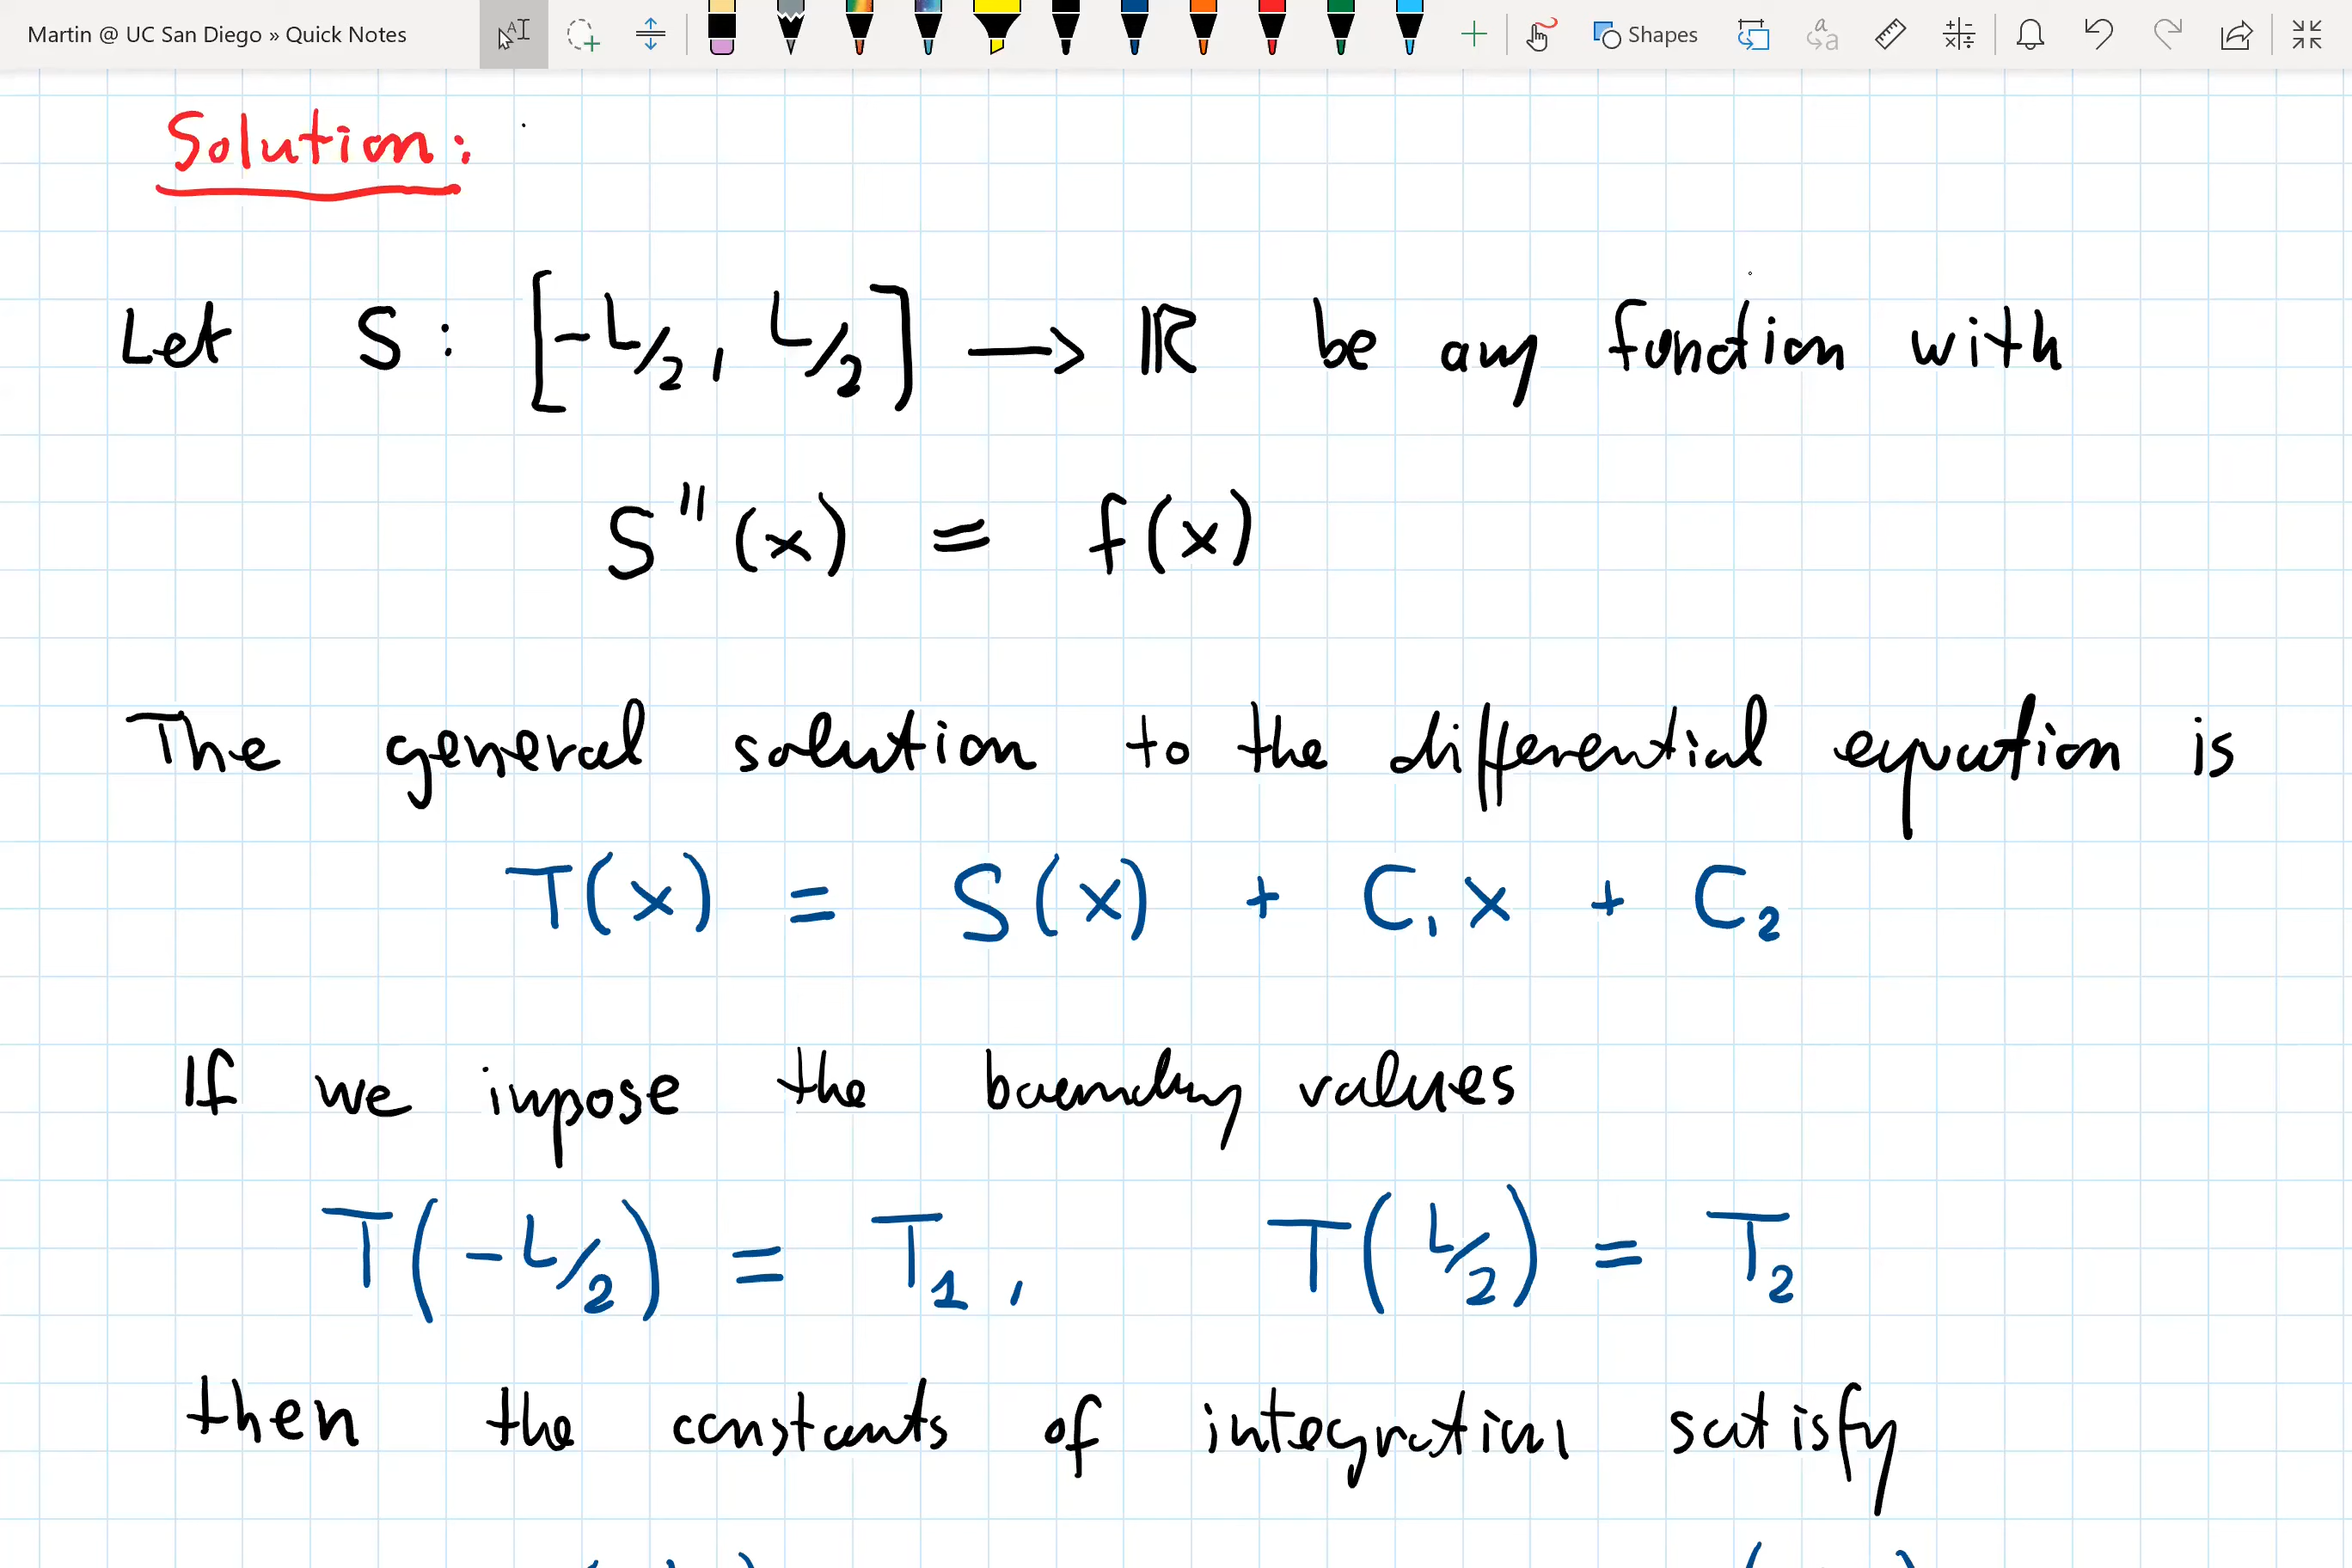 Martin @ UC San Diego » Quick Notes Shapes
Solution:
Let S: [-L/2, L/2] → ℝ be any function with
S''(x) = f(x)
The general solution to the differential equation is
T(x) = S(x) + C₁x + C₂
If we impose the boundary values
T(-L/2) = T₁, T(L/2) = T₂
then the constants of integration satisfy